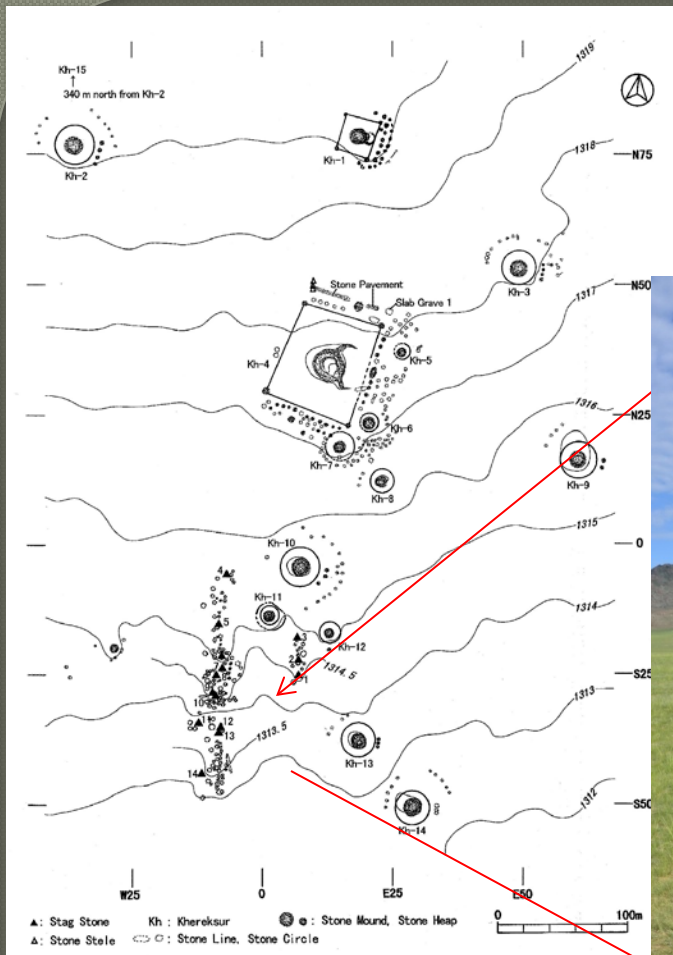 1319
Kh-15
340 m north from Kh-2
Kh-1
Kh-2
1318
N75
Kh-3
Stone Pavement
Slab Grave 1
1317
N50
Kh-4
Kh-5
Kh-6
1316
N25
Kh-7
Kh-8
Kh-9
1315
Kh-10
0
4
Kh-11
1314
5
3
Kh-12
2
1
1314.5
S25
10
1313
11
12
13
1313.5
Kh-13
14
1312
S50
Kh-14
W25
0
E25
E50
▲: Stag Stone
Kh : Khereksur
: Stone Mound, Stone Heap
0
100m
△: Stone Stele
: Stone Line, Stone Circle